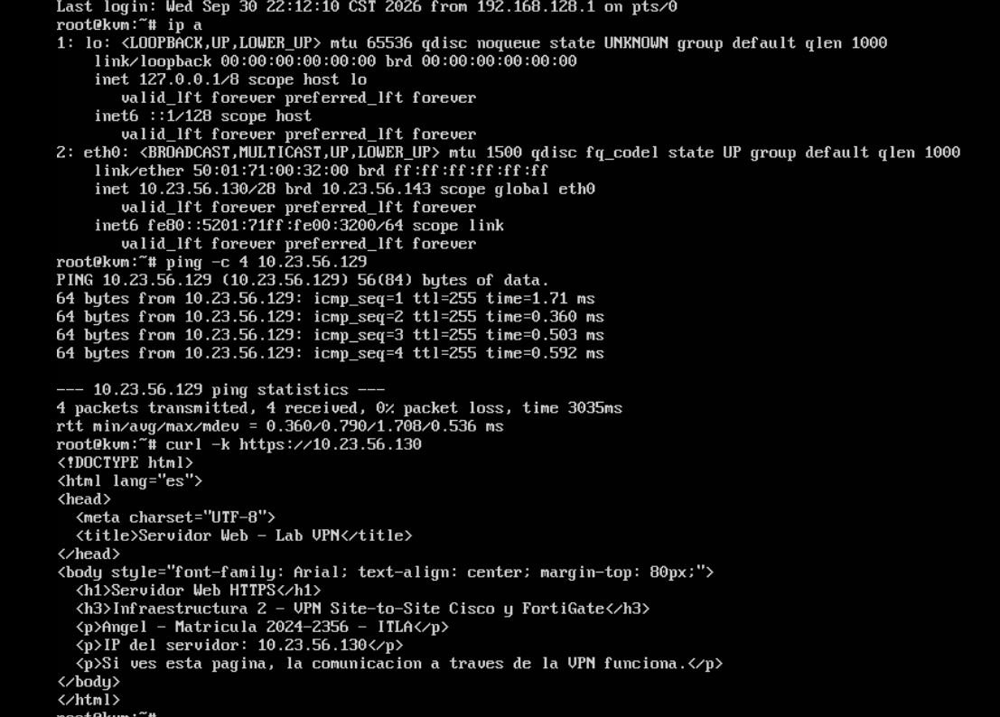 Last login: Wed Sep 30 22:12:10 CST 2026 from 192.168.128.1 on pts/0
root@kvm:~# ip a
1: lo: <LOOPBACK,UP,LOWER_UP> mtu 65536 qdisc noqueue state UNKNOWN group default qlen 1000
    link/loopback 00:00:00:00:00:00 brd 00:00:00:00:00:00
    inet 127.0.0.1/8 scope host lo
       valid_lft forever preferred_lft forever
    inet6 ::1/128 scope host
       valid_lft forever preferred_lft forever
2: eth0: <BROADCAST,MULTICAST,UP,LOWER_UP> mtu 1500 qdisc fq_codel state UP group default qlen 1000
    link/ether 50:01:71:00:32:00 brd ff:ff:ff:ff:ff:ff
    inet 10.23.56.130/28 brd 10.23.56.143 scope global eth0
       valid_lft forever preferred_lft forever
    inet6 fe80::5201:71ff:fe00:3200/64 scope link
       valid_lft forever preferred_lft forever
root@kvm:~# ping -c 4 10.23.56.129
PING 10.23.56.129 (10.23.56.129) 56(84) bytes of data.
64 bytes from 10.23.56.129: icmp_seq=1 ttl=255 time=1.71 ms
64 bytes from 10.23.56.129: icmp_seq=2 ttl=255 time=0.360 ms
64 bytes from 10.23.56.129: icmp_seq=3 ttl=255 time=0.503 ms
64 bytes from 10.23.56.129: icmp_seq=4 ttl=255 time=0.592 ms

--- 10.23.56.129 ping statistics ---
4 packets transmitted, 4 received, 0% packet loss, time 3035ms
rtt min/avg/max/mdev = 0.360/0.790/1.708/0.536 ms
root@kvm:~# curl -k https://10.23.56.130
<!DOCTYPE html>
<html lang="es">
<head>
  <meta charset="UTF-8">
  <title>Servidor Web - Lab VPN</title>
</head>
<body style="font-family: Arial; text-align: center; margin-top: 80px;">
  <h1>Servidor Web HTTPS</h1>
  <h3>Infraestructura 2 - VPN Site-to-Site Cisco y FortiGate</h3>
  <p>Angel - Matricula 2024-2356 - ITLA</p>
  <p>IP del servidor: 10.23.56.130</p>
  <p>Si ves esta pagina, la comunicacion a traves de la VPN funciona.</p>
</body>
</html>
root@kvm:~#